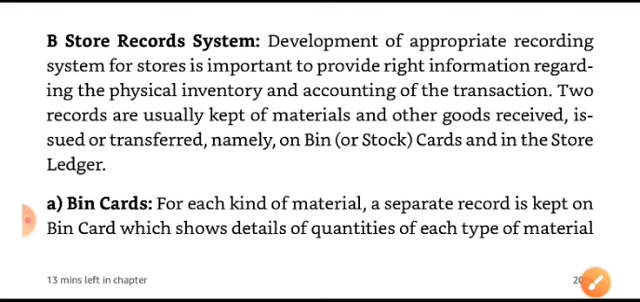 B Store Records System: Development of appropriate recording
system for stores is important to provide right information regard-
ing the physical inventory and accounting of the transaction. Two
records are usually kept of materials and other goods received, is-
sued or transferred, namely, on Bin (or Stock) Cards and in the Store
Ledger.
a) Bin Cards: For each kind of material, a separate record is kept on
Bin Card which shows details of quantities of each type of material
13 mins left in chapter